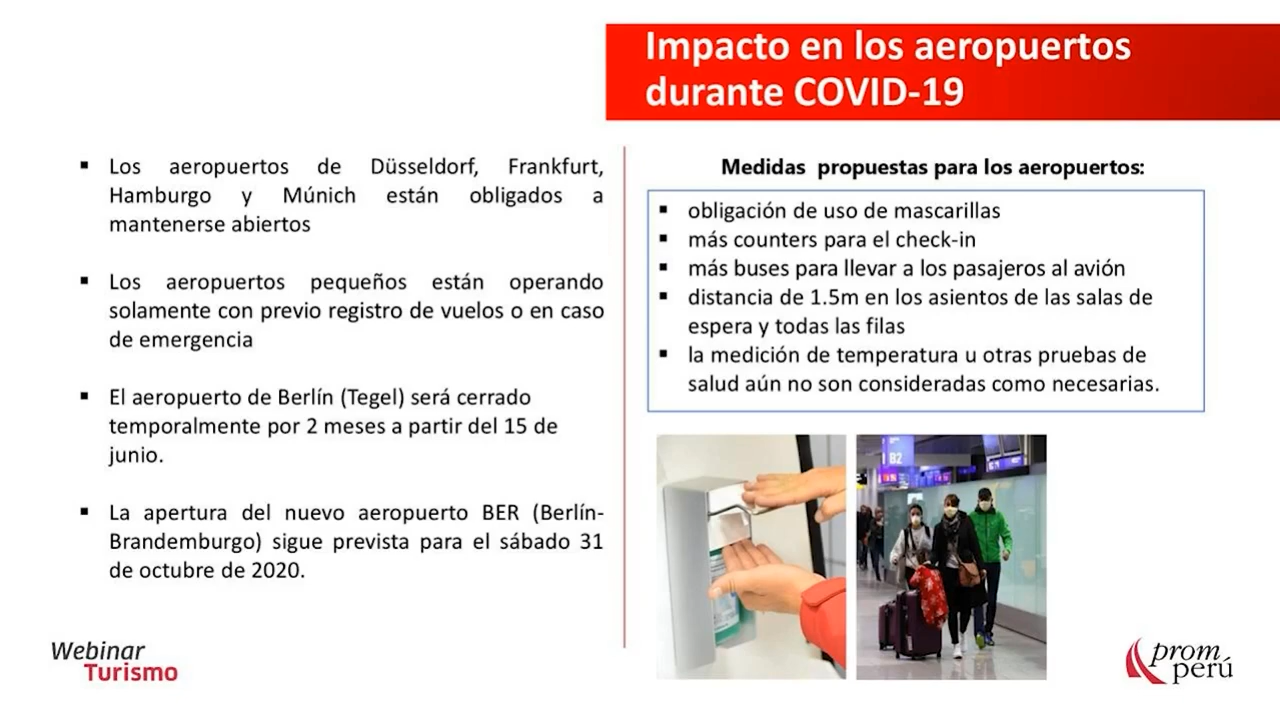 Impacto en los aeropuertos
durante COVID-19
▪ Los aeropuertos de Düsseldorf, Frankfurt,
Hamburgo y Múnich están obligados a
mantenerse abiertos
▪ Los aeropuertos pequeños están operando
solamente con previo registro de vuelos o en caso
de emergencia
▪ El aeropuerto de Berlín (Tegel) será cerrado
temporalmente por 2 meses a partir del 15 de
junio.
▪ La apertura del nuevo aeropuerto BER (Berlín-
Brandemburgo) sigue prevista para el sábado 31
de octubre de 2020.
Medidas propuestas para los aeropuertos:
▪ obligación de uso de mascarillas
▪ más counters para el check-in
▪ más buses para llevar a los pasajeros al avión
▪ distancia de 1.5m en los asientos de las salas de
espera y todas las filas
▪ la medición de temperatura u otras pruebas de
salud aún no son consideradas como necesarias.
B2
Webinar
Turismo
prom
perú